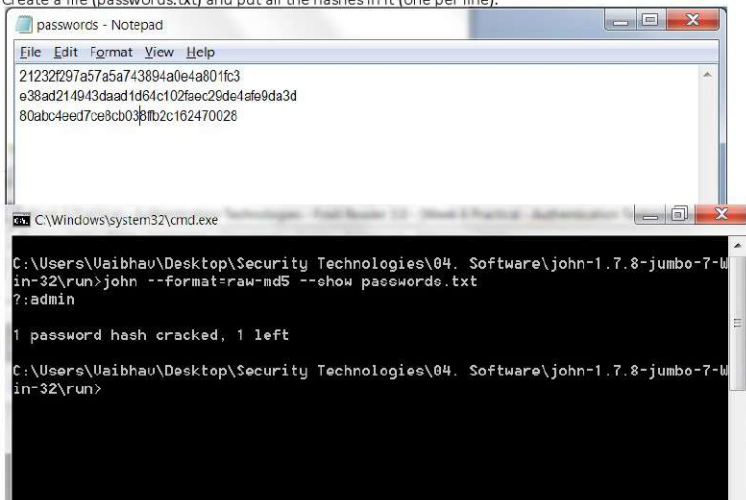 Create a file (passwords.txt) and put all the hashes in it (one per line).
passwords - Notepad
File Edit Format View Help
21232f297a57a5a743894a0e4a801fc3
e38ad214943daad1d64c102faec29de4afe9da3d
80abc4eed7ce8cb038ffb2c162470028
C:\Windows\system32\cmd.exe
C:\Users\Vaibhav\Desktop\Security Technologies\04. Software\john-1.7.8-jumbo-7-W
in-32\run>john --format=raw-md5 --show passwords.txt
?:admin
1 password hash cracked, 1 left
C:\Users\Vaibhav\Desktop\Security Technologies\04. Software\john-1.7.8-jumbo-7-W
in-32\run>